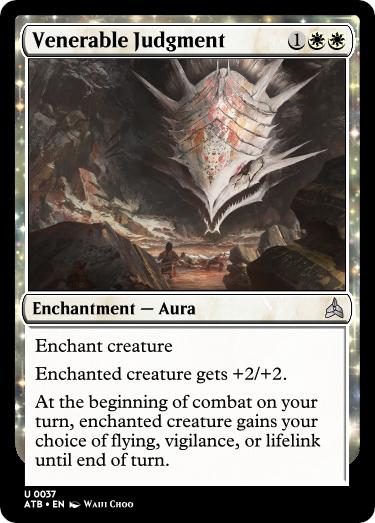 Venerable Judgment 1
Enchantment — Aura
Enchant creature
Enchanted creature gets +2/+2.
At the beginning of combat on your
turn, enchanted creature gains your
choice of flying, vigilance, or lifelink
until end of turn.
U 0037
ATB • EN Waiji Choo